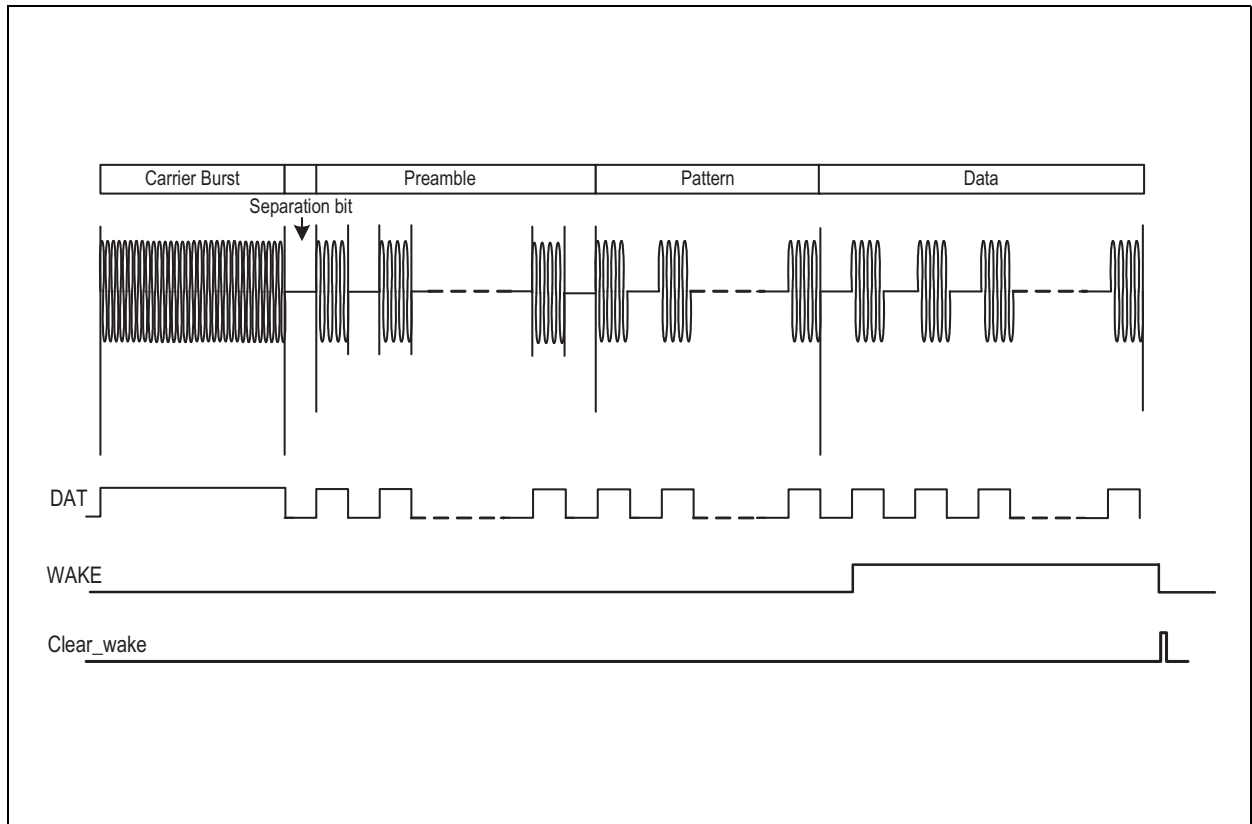 Carrier Burst
Preamble
Pattern
Data
Separation bit
DAT
WAKE
Clear_wake